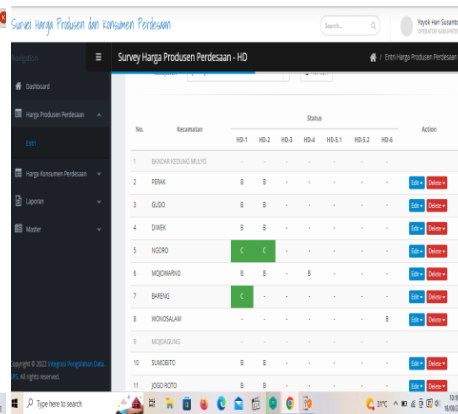 Survei Harga Produsen dan Konsumen Perdesaan
Search...
Yoyok Hari Susanto
OPERATOR KABUPATEN
Navigation
Survey Harga Produsen Perdesaan - HD
/ Entri Harga Produsen Perdesaan
Dashboard
Harga Produsen Perdesaan
Entri
Harga Konsumen Perdesaan
Laporan
Master
No. Kecamatan Status Action
HD-1 HD-2 HD-3 HD-4 HD-5.1 HD-5.2 HD-6
1 BANDAR KEDUNG MULYO - - - - - - -
2 PERAK B B - - - - - Edit Delete
3 GUDO B B - - - - - Edit Delete
4 DIWEK B B - - - - - Edit Delete
5 NGORO C C - - - - - Edit Delete
6 MOJOWARNO B B - B - - - Edit Delete
7 BARENG C - - - - - - Edit Delete
8 WONOSALAM - - - - - - B Edit Delete
9 MOJOAGUNG - - - - - - -
10 SUMOBITO B B - - - - - Edit Delete
11 JOGO ROTO B B - - - - - Edit Delete
Copyright © 2022 Integrasi Pengolahan Data,
BPS. All rights reserved.
Type here to search
31°C